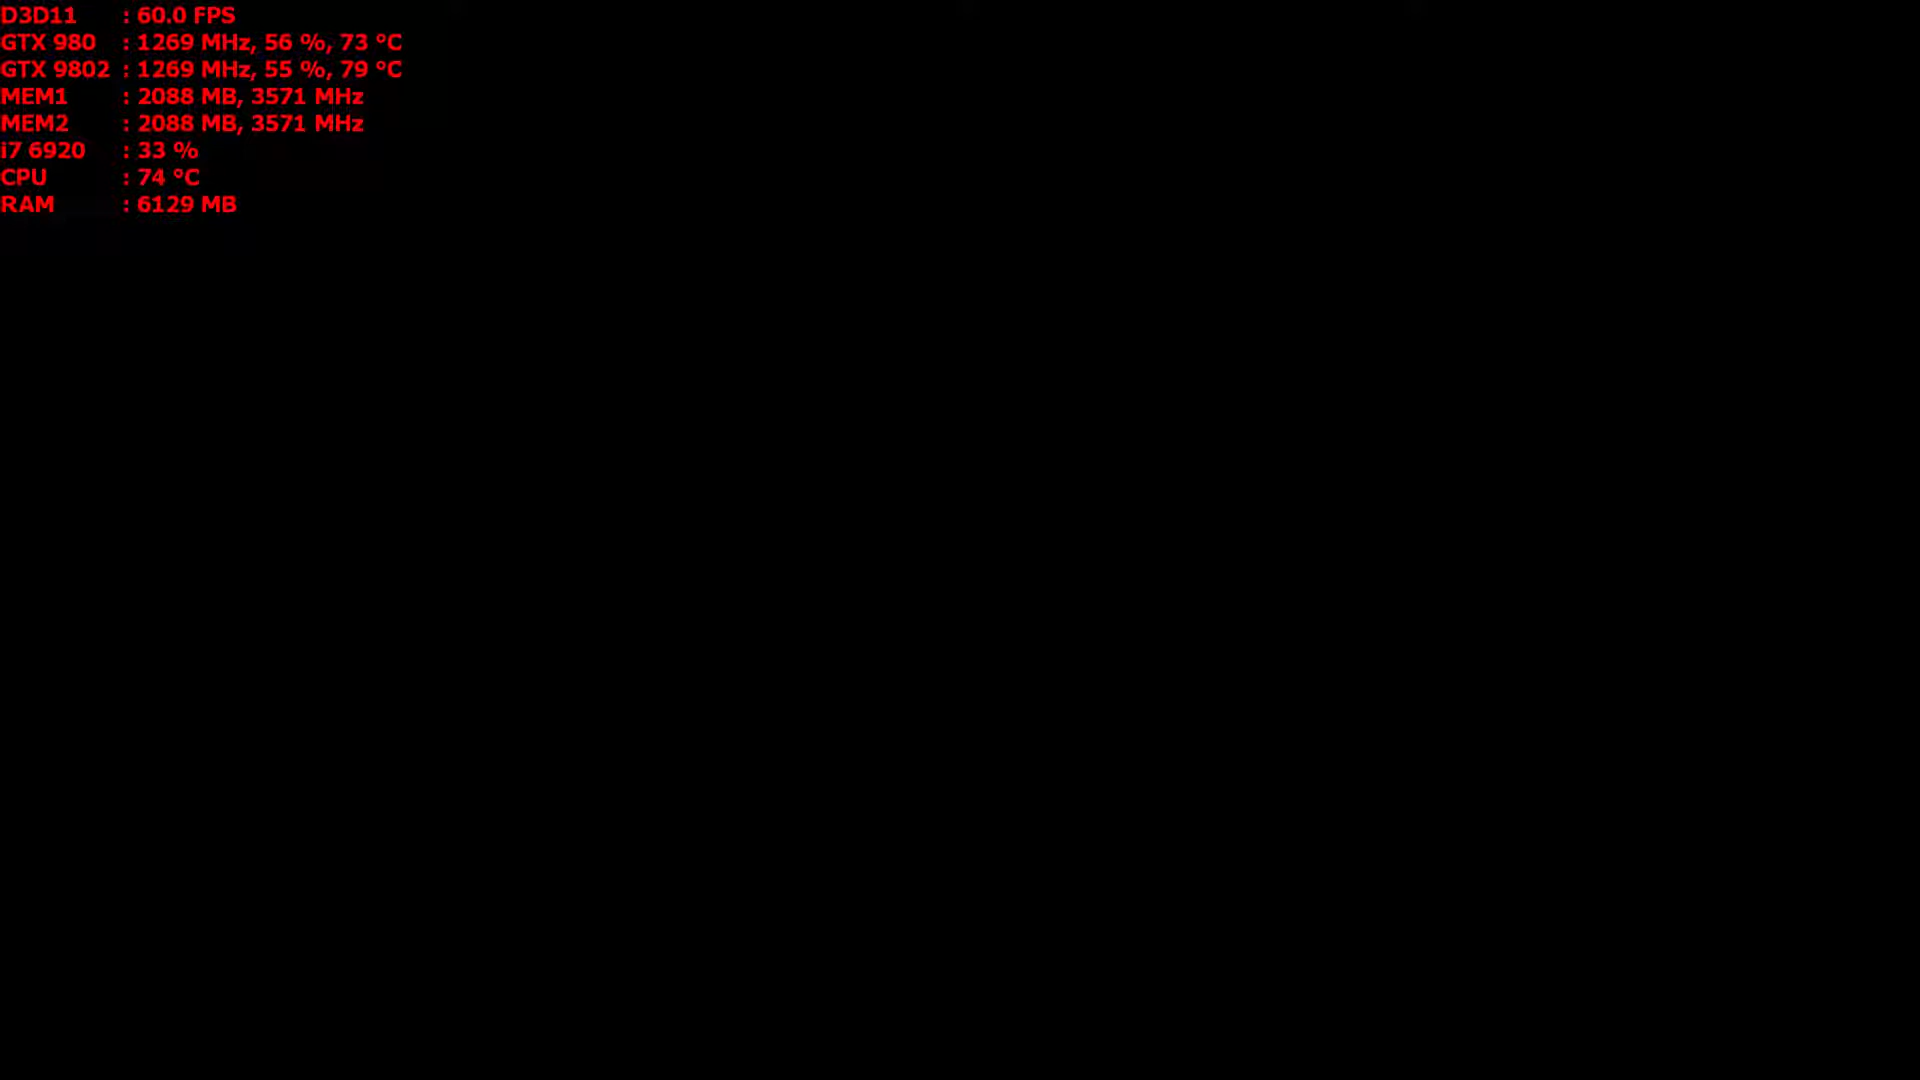 D3D11 : 60.0 FPS
GTX 980 : 1269 MHz, 56 %, 73 °C
GTX 9802 : 1269 MHz, 55 %, 79 °C
MEM1 : 2088 MB, 3571 MHz
MEM2 : 2088 MB, 3571 MHz
i7 6920 : 33 %
CPU : 74 °C
RAM : 6129 MB